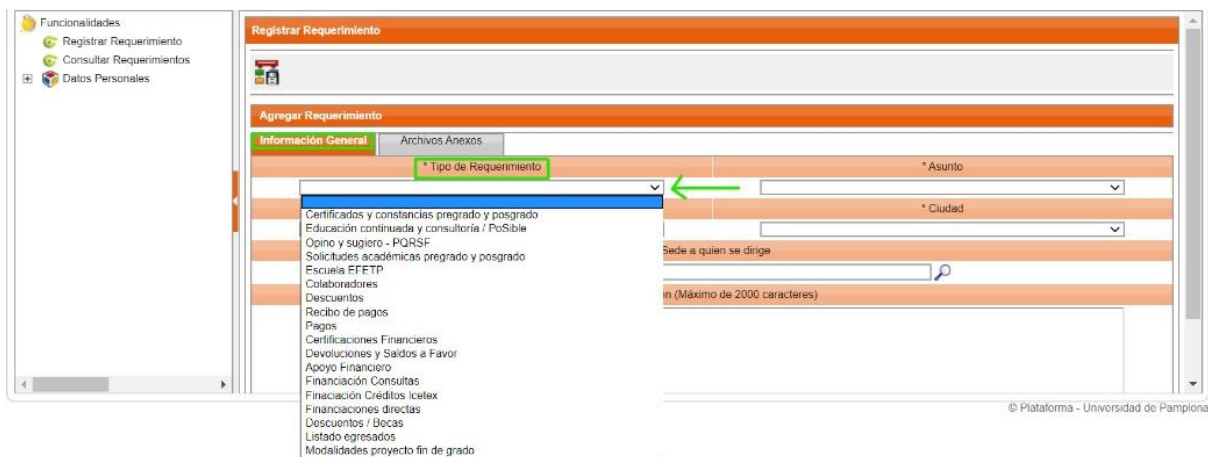 Funcionalidades
Registrar Requerimiento
Consultar Requerimientos
Datos Personales
Registrar Requerimiento
Agregar Requerimiento
Información General
Archivos Anexos
* Tipo de Requerimiento
* Asunto
* Ciudad
Sede a quien se dirige
(Máximo de 2000 caracteres)
Certificados y constancias pregrado y posgrado
Educación continuada y consultoría / PoSible
Opino y sugiero - PQRSF
Solicitudes académicas pregrado y posgrado
Escuela EFETP
Colaboradores
Descuentos
Recibo de pagos
Pagos
Certificaciones Financieros
Devoluciones y Saldos a Favor
Apoyo Financiero
Financiación Consultas
Finaciación Créditos Icetex
Financiaciones directas
Descuentos / Becas
Listado egresados
Modalidades proyecto fin de grado
© Plataforma - Universidad de Pamplona